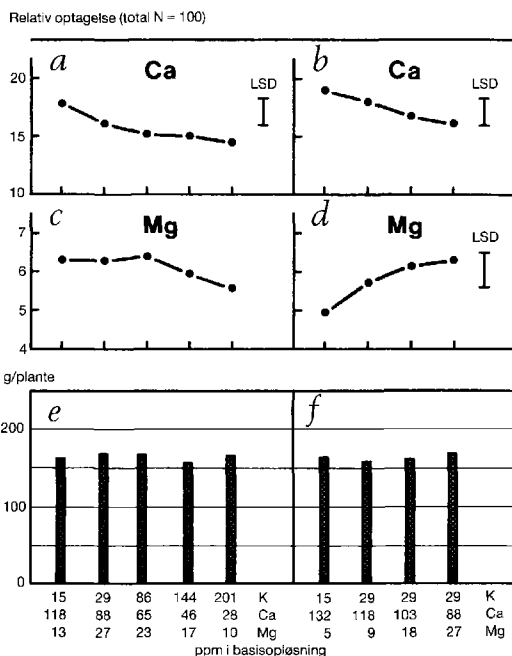 Relativ optagelse (total N = 100)
a Ca LSD b Ca LSD
20
15
10
c Mg d Mg LSD
7
6
5
4
g/plante
e f
200
100
0
15 29 86 144 201 K 15 29 29 29 K
118 88 65 46 28 Ca 132 118 103 88 Ca
13 27 23 17 10 Mg 5 9 18 27 Mg
ppm i basisopløsning